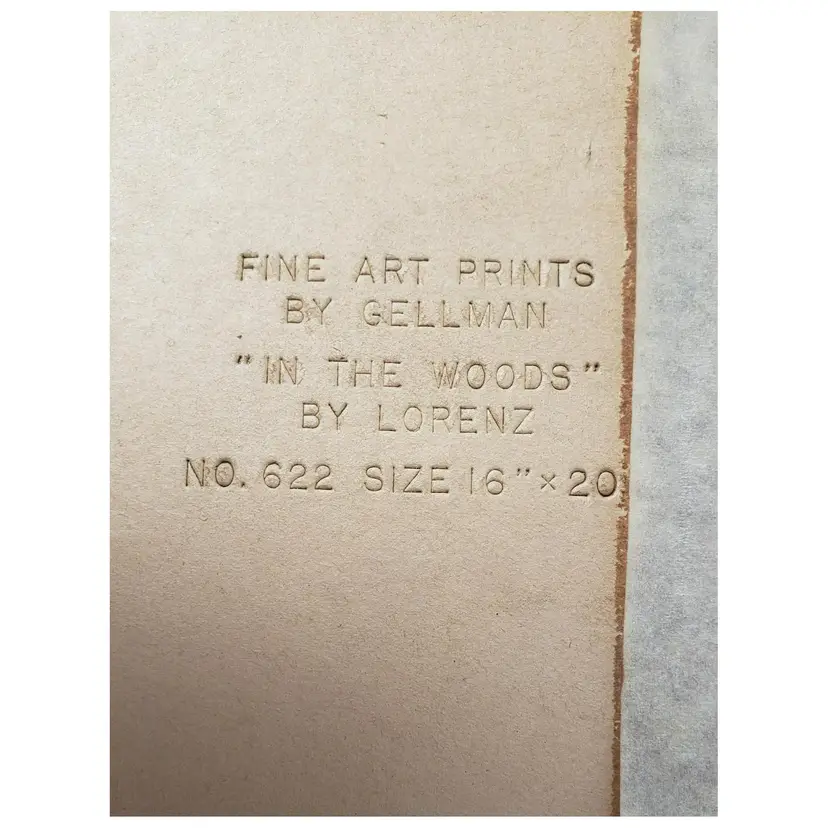 FINE ART PRINTS
BY GELLMAN
"IN THE WOODS"
BY LORENZ
NO. 622 SIZE 16" × 20